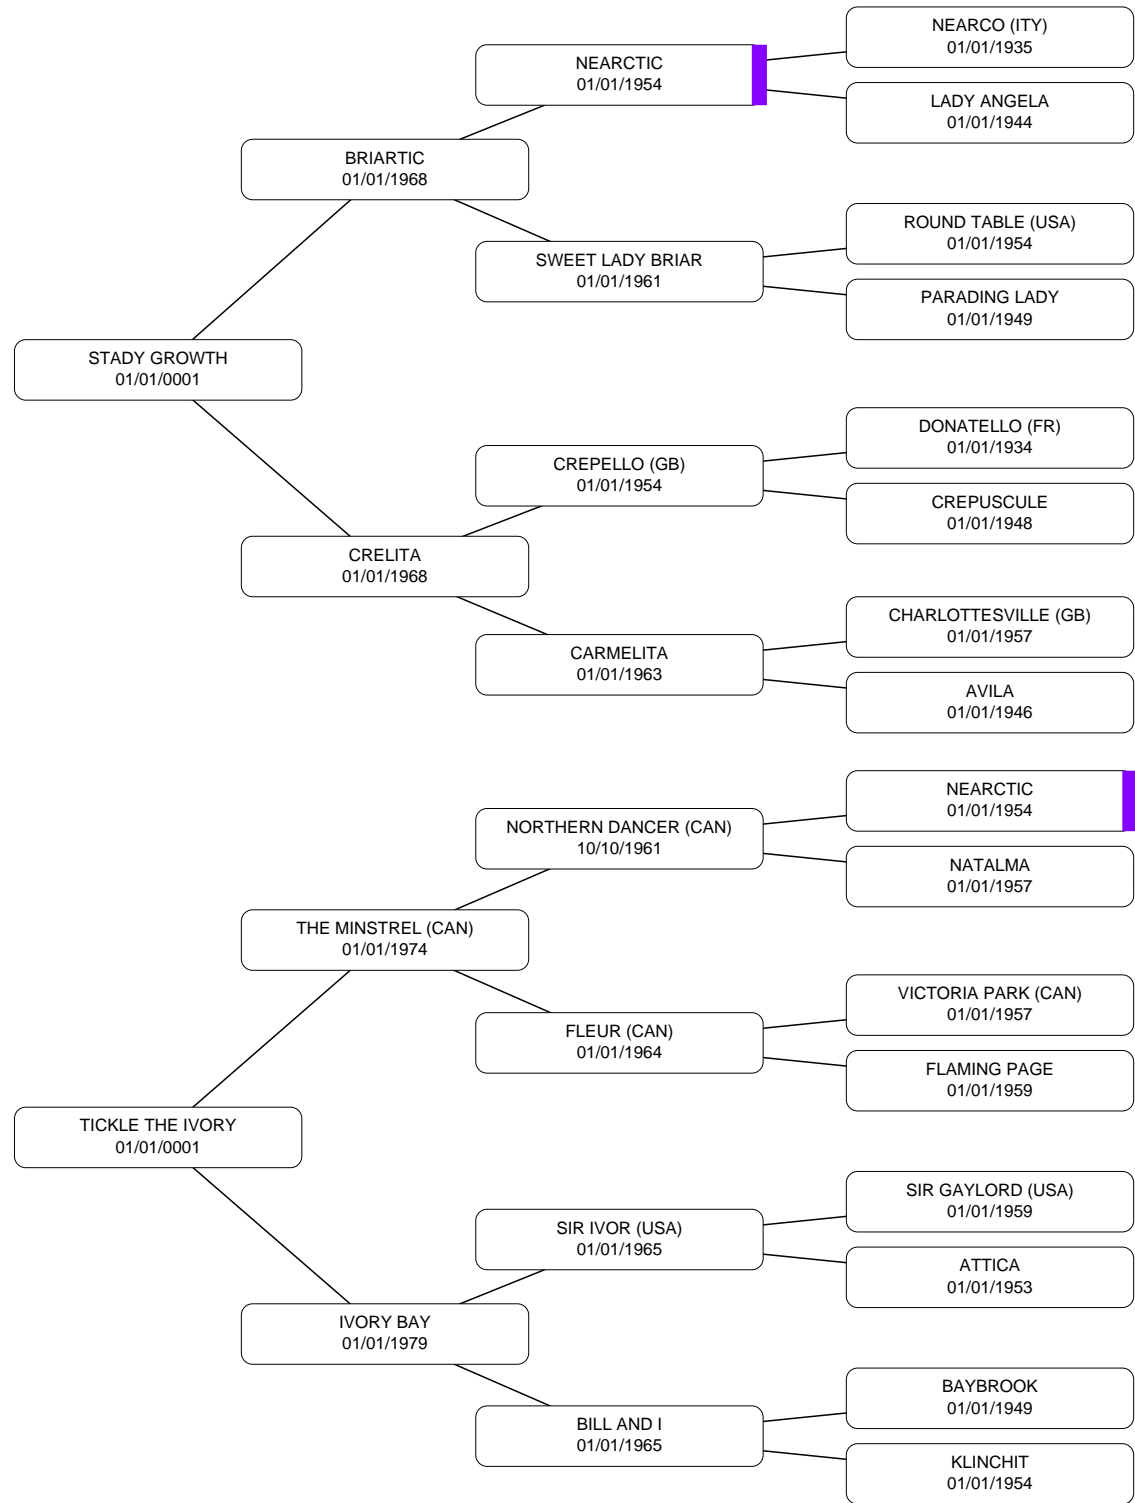 NEARCO (ITY)
01/01/1935
NEARCTIC
01/01/1954
LADY ANGELA
01/01/1944
BRIARTIC
01/01/1968
ROUND TABLE (USA)
01/01/1954
SWEET LADY BRIAR
01/01/1961
PARADING LADY
01/01/1949
STADY GROWTH
01/01/0001
DONATELLO (FR)
01/01/1934
CREPELLO (GB)
01/01/1954
CREPUSCULE
01/01/1948
CRELITA
01/01/1968
CHARLOTTESVILLE (GB)
01/01/1957
CARMELITA
01/01/1963
AVILA
01/01/1946
NEARCTIC
01/01/1954
NORTHERN DANCER (CAN)
10/10/1961
NATALMA
01/01/1957
THE MINSTREL (CAN)
01/01/1974
VICTORIA PARK (CAN)
01/01/1957
FLEUR (CAN)
01/01/1964
FLAMING PAGE
01/01/1959
TICKLE THE IVORY
01/01/0001
SIR GAYLORD (USA)
01/01/1959
SIR IVOR (USA)
01/01/1965
ATTICA
01/01/1953
IVORY BAY
01/01/1979
BAYBROOK
01/01/1949
BILL AND I
01/01/1965
KLINCHIT
01/01/1954